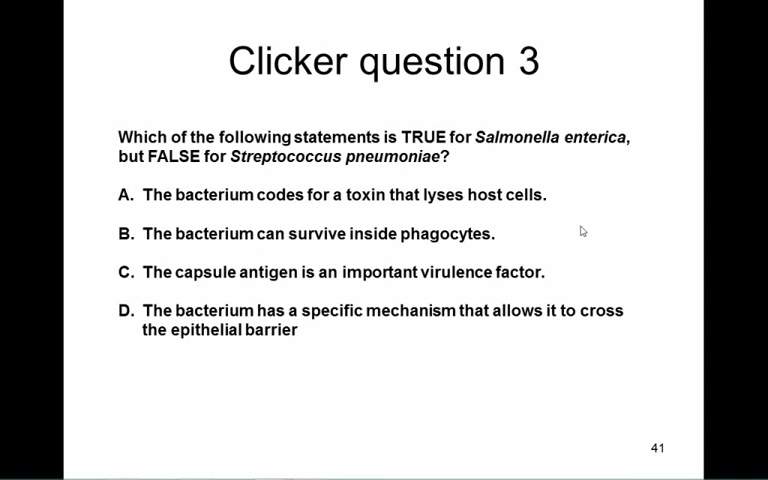 Clicker question 3
Which of the following statements is TRUE for Salmonella enterica,
but FALSE for Streptococcus pneumoniae?
A. The bacterium codes for a toxin that lyses host cells.
B. The bacterium can survive inside phagocytes.
C. The capsule antigen is an important virulence factor.
D. The bacterium has a specific mechanism that allows it to cross
the epithelial barrier
41